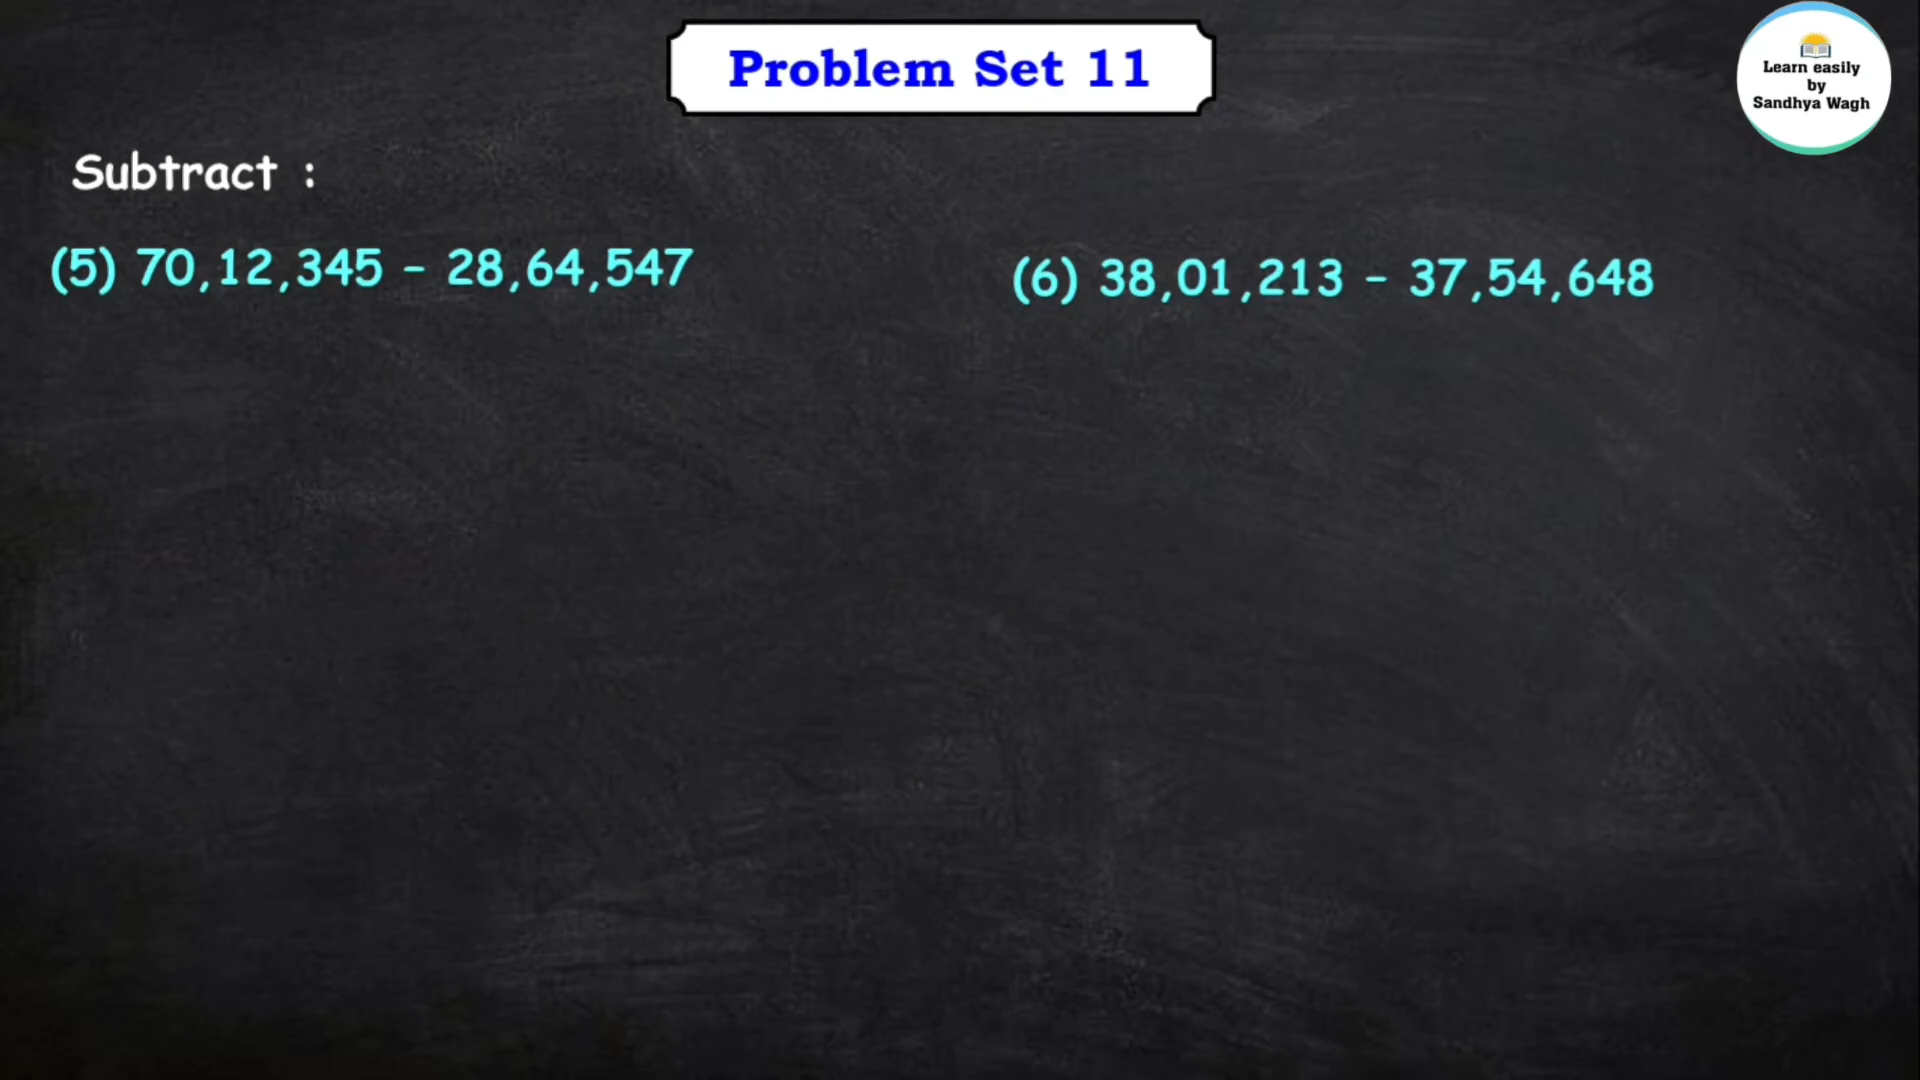 Problem Set 11
Learn easily
by
Sandhya Wagh
Subtract :
(5) 70,12,345 - 28,64,547
(6) 38,01,213 - 37,54,648